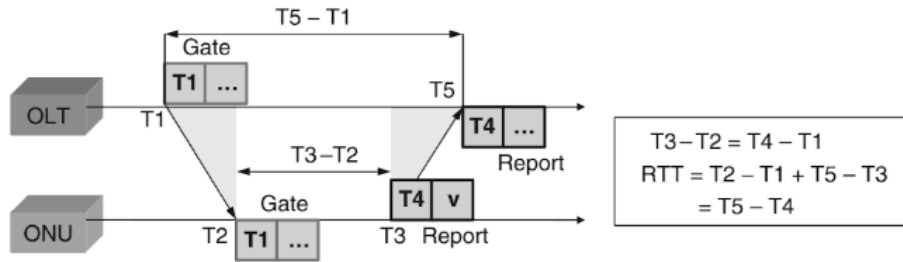 T5 – T1
Gate
T1 ...
OLT
T1
T5
T4 ...
Report
T3–T2
T4 v
Gate
ONU
T2
T1 ...
T3
Report
T3–T2 = T4 – T1
RTT = T2 – T1 + T5 – T3
= T5 – T4